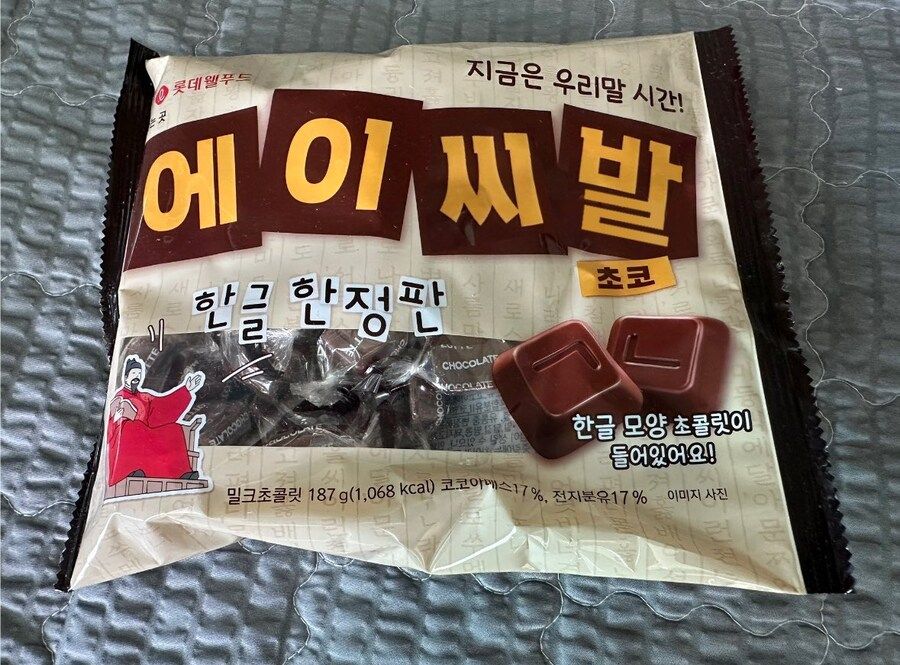 롯데웰푸드
지금은 우리말 시간!
에이씨발
초코
한글 한정판
CHOCOLATE
한글 모양 초콜릿이
들어있어요!
밀크초콜릿 187 g(1,068 kcal) 코코아매스17%, 전지분유17% 이미지 사진